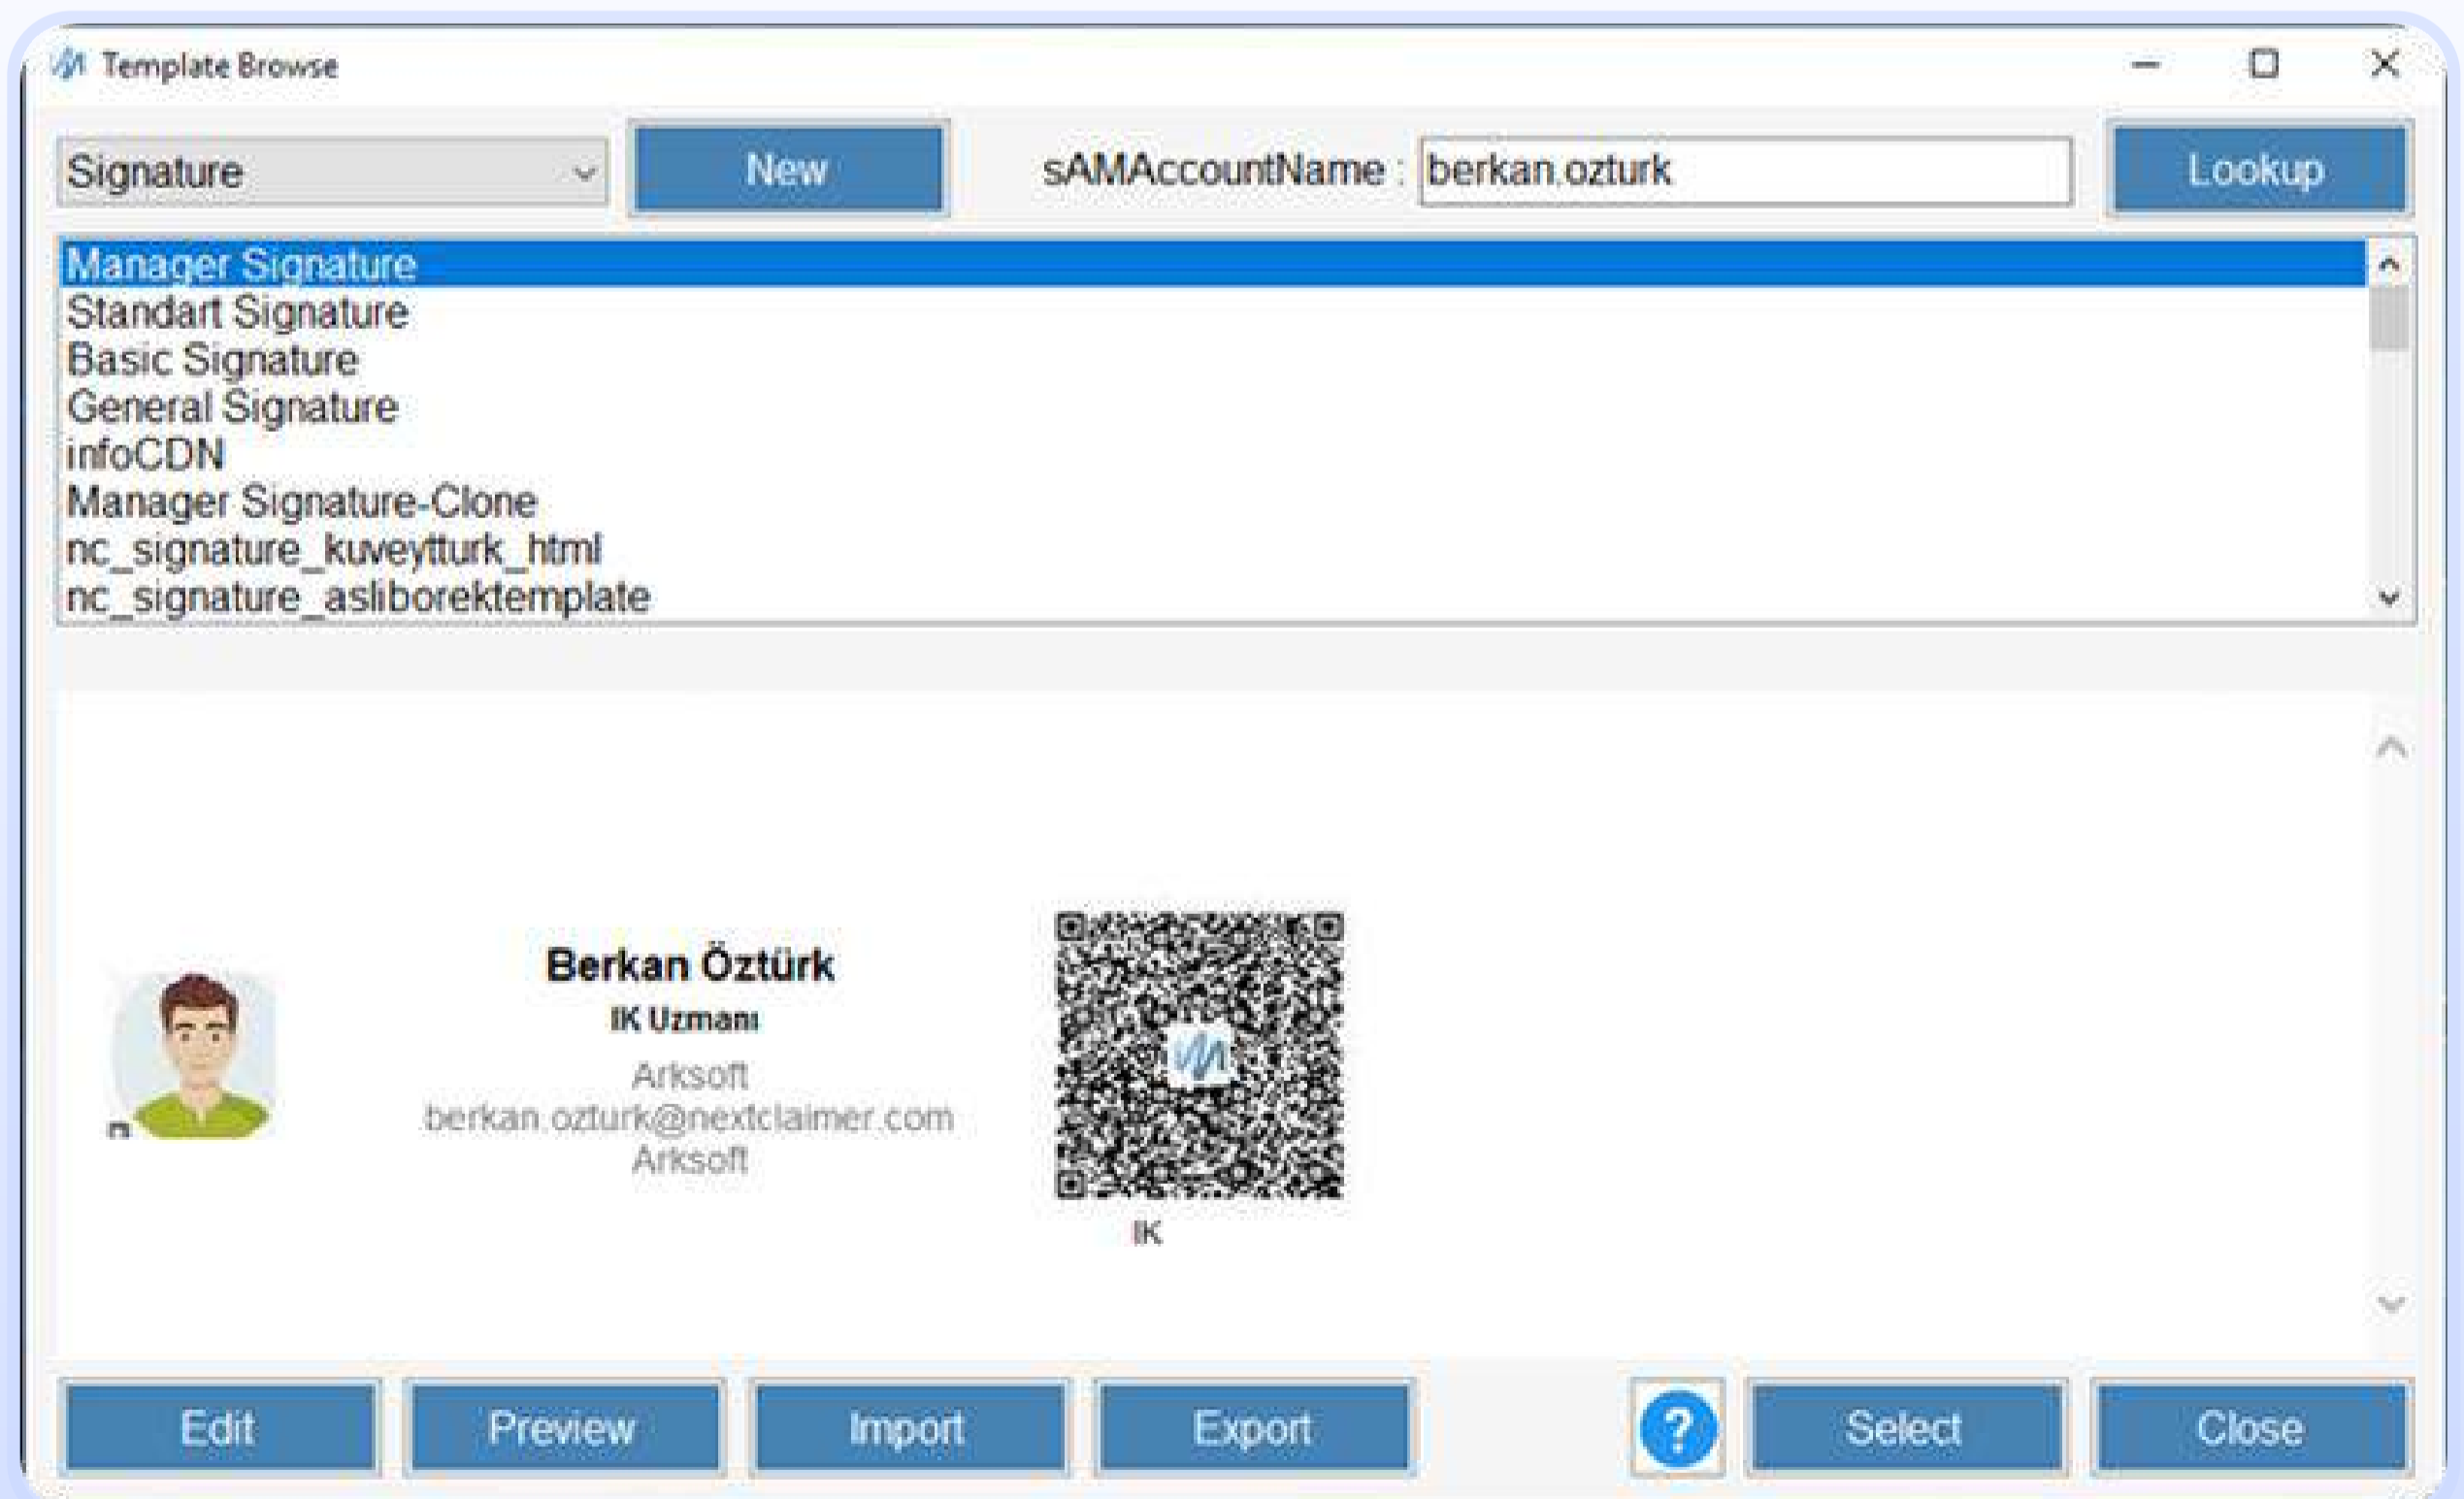 Template Browse
Signature New sAMAccountName : berkan.ozturk Lookup
Manager Signature
Standart Signature
Basic Signature
General Signature
infoCDN
Manager Signature-Clone
nc_signature_kuveytturk_html
nc_signature_asliborektemplate
Berkan Öztürk
IK Uzmanı
Arksoft
berkan.ozturk@nextclaimer.com
Arksoft
IK
Edit Preview Import Export ? Select Close